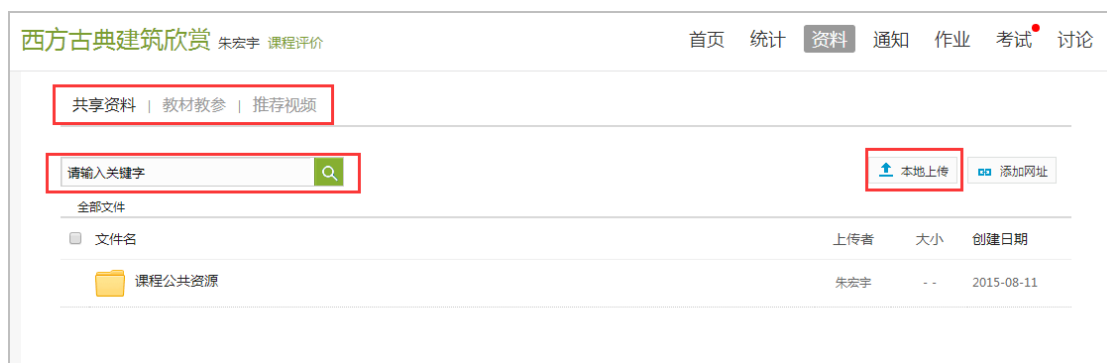 西方古典建筑欣赏 朱宏宇 课程评价 首页 统计 资料 通知 作业 考试 讨论
共享资料 | 教材教参 | 推荐视频
请输入关键字 本地上传 添加网址
全部文件
文件名 上传者 大小 创建日期
课程公共资源 朱宏宇 - - 2015-08-11